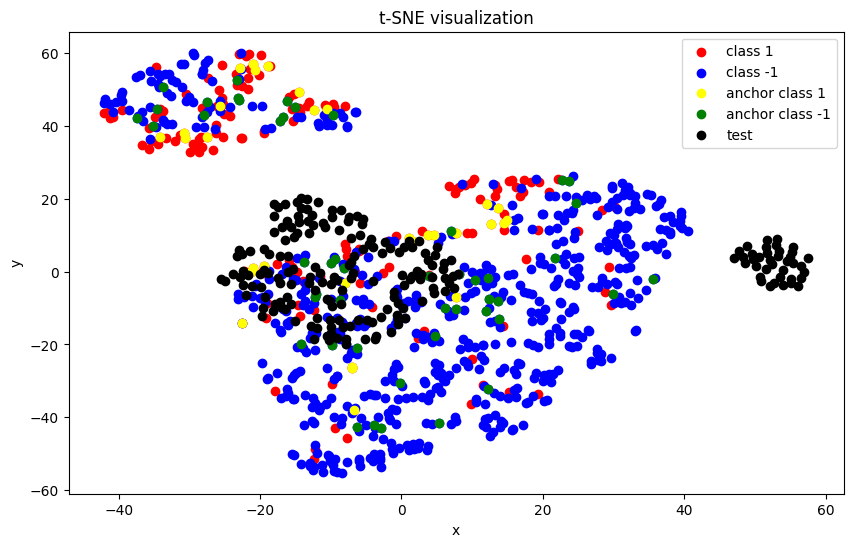 t-SNE visualization
class 1
class -1
anchor class 1
anchor class -1
test
y
60
40
20
0
−20
−40
−60
−40
−20
0
20
40
60
x